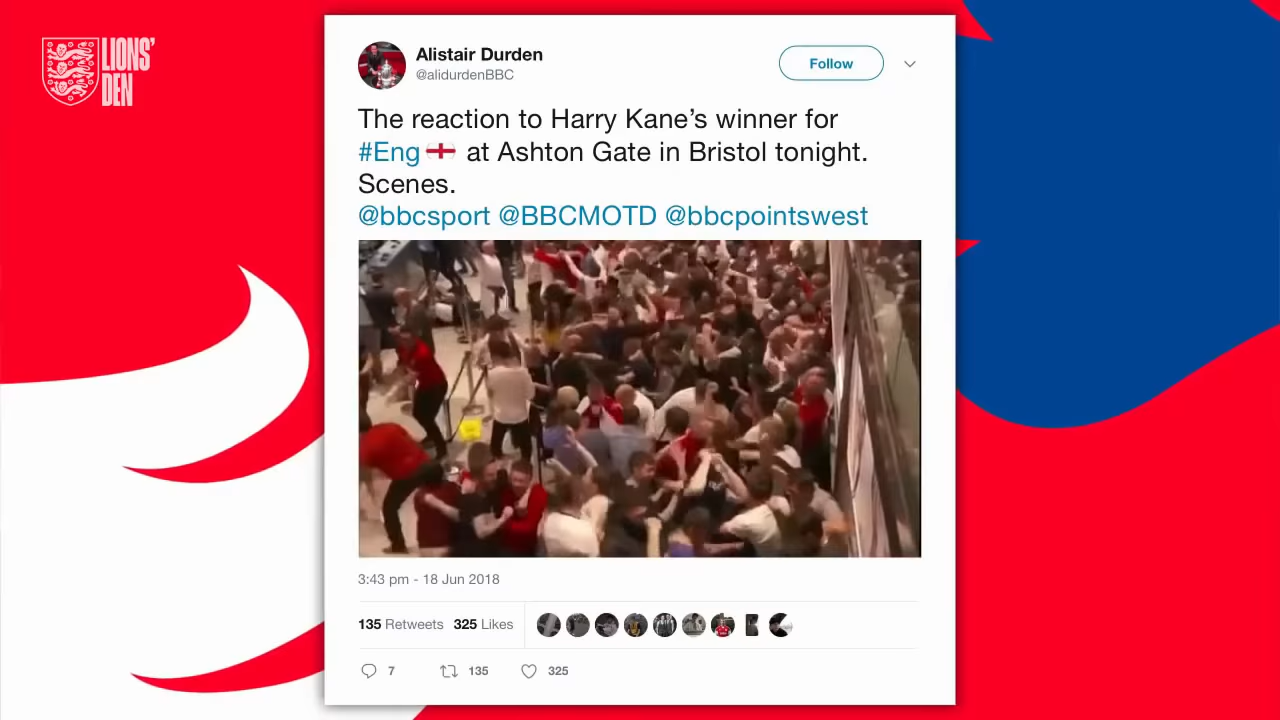 LIONS'
DEN
Alistair Durden
@alidurdenBBC
Follow
The reaction to Harry Kane’s winner for
#Eng at Ashton Gate in Bristol tonight.
Scenes.
@bbcsport @BBCMOTD @bbcpointswest
3:43 pm - 18 Jun 2018
135 Retweets 325 Likes
7 135 325